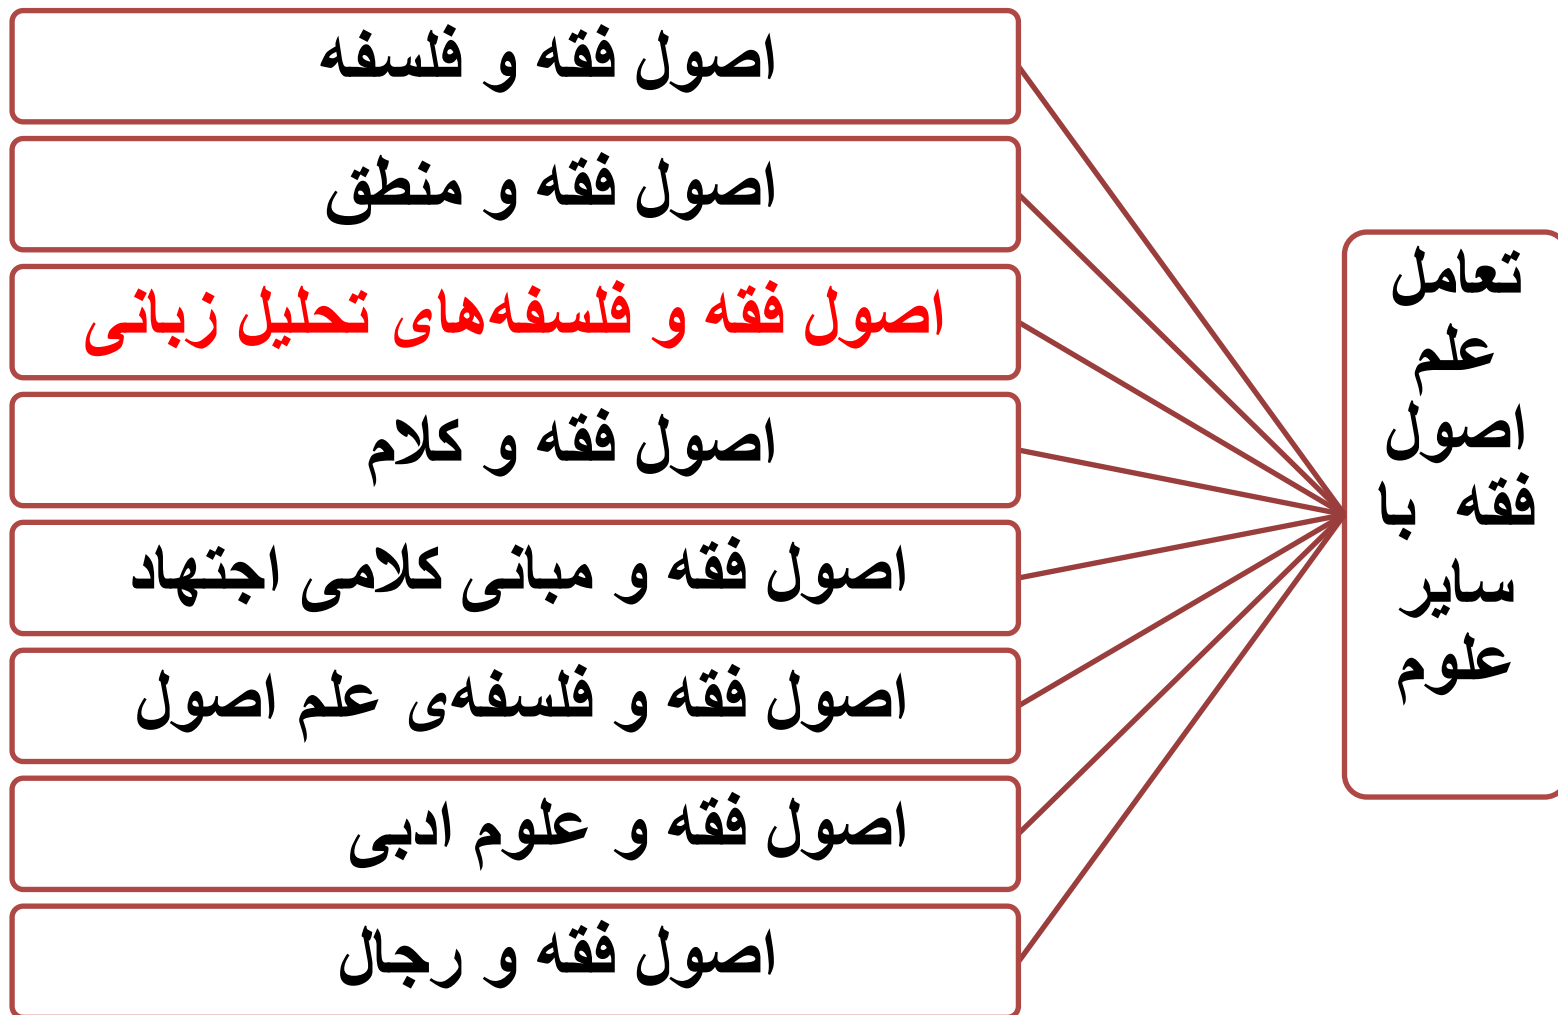 تعامل
علم
اصول
فقه با
سایر
علوم
اصول فقه و فلسفه
اصول فقه و منطق
اصول فقه و فلسفه‌های تحلیل زبانی
اصول فقه و کلام
اصول فقه و مبانی کلامی اجتهاد
اصول فقه و فلسفه‌ی علم اصول
اصول فقه و علوم ادبی
اصول فقه و رجال